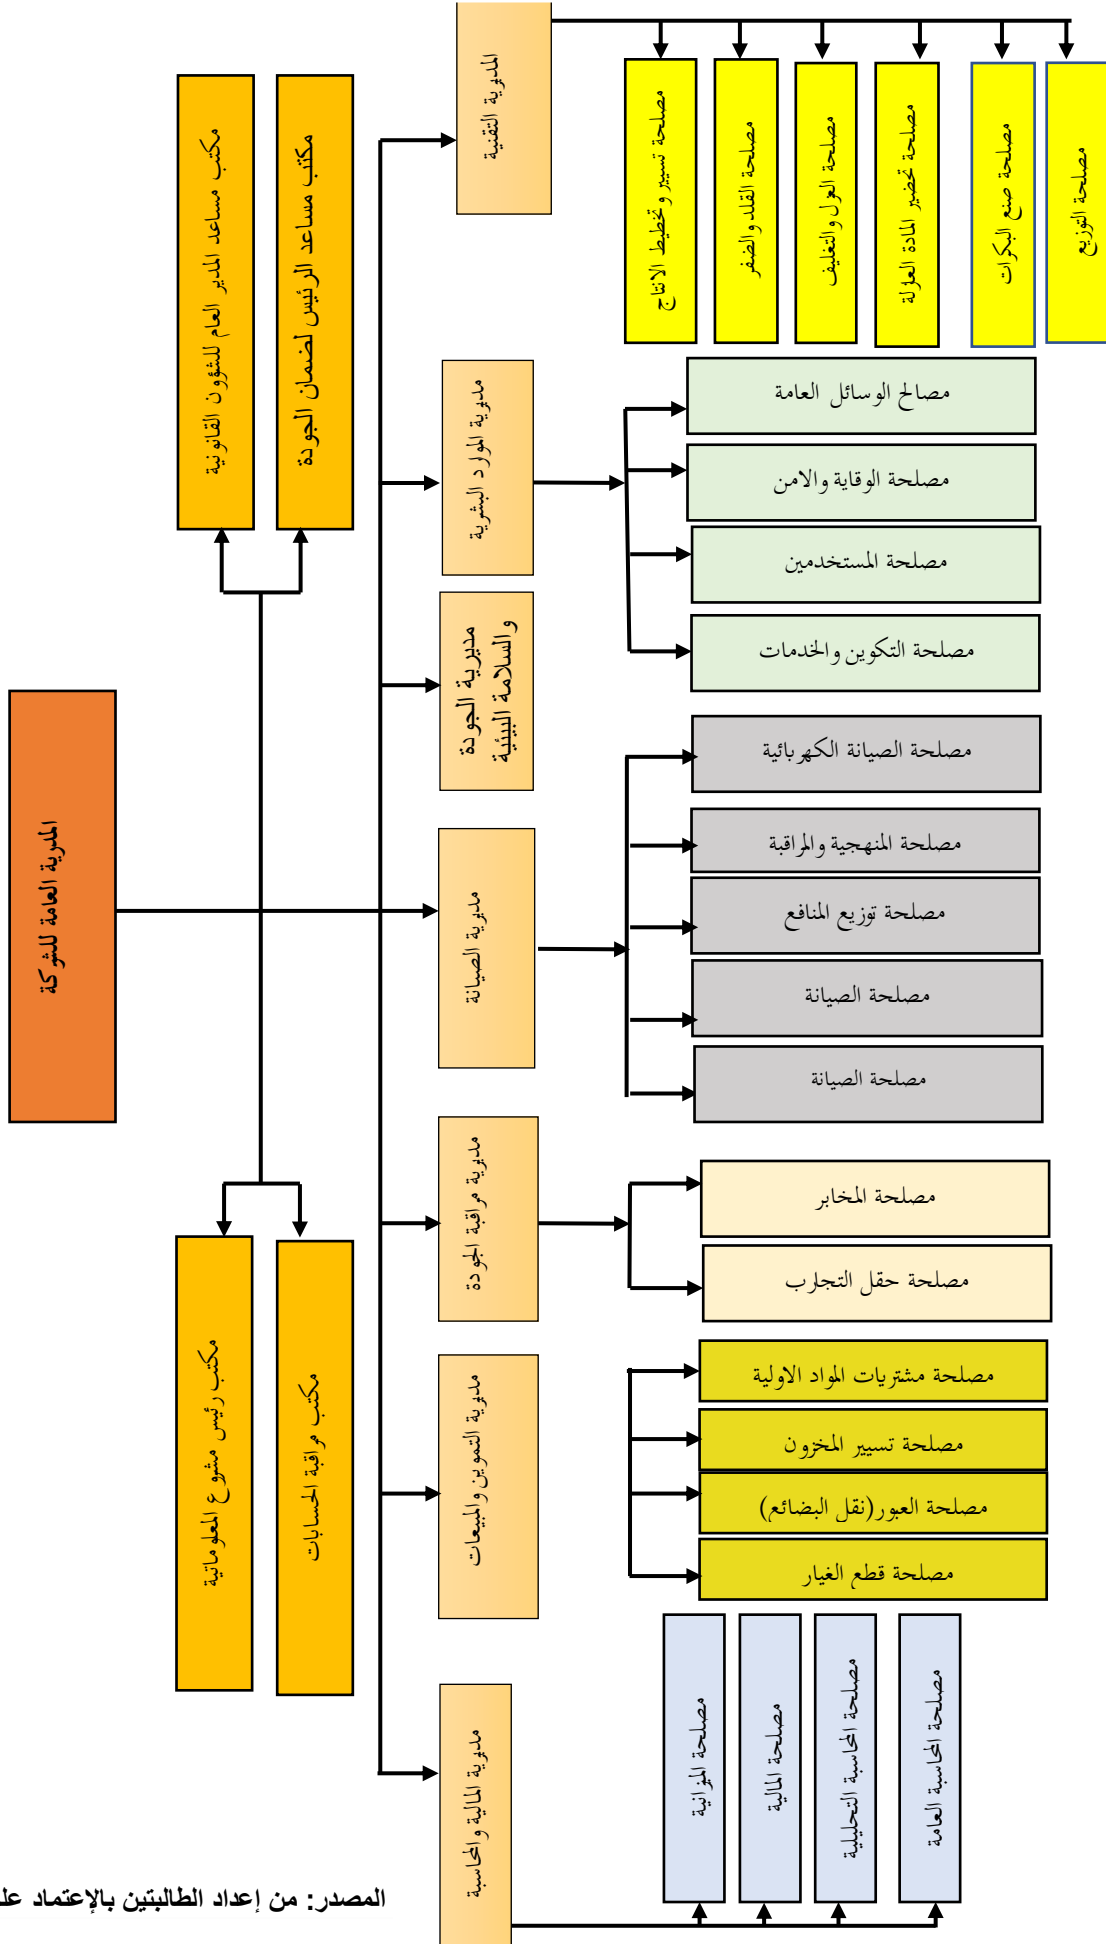 المدرية العامة للشركة
مكتب مساعد المدير العام للشؤون القانونية
مكتب مساعد الرئيس لضمان الجودة
مكتب رئيس مشروع المعلوماتية
مكتب مراقبة الحسابات
المديرية التقنية
مصلحة تسيير وتخطيط الانتاج
مصلحة القلد والضفر
مصلحة العزل والتغليف
مصلحة تحضير المادة العازلة
مصلحة صنع البكرات
مصلحة التوزيع
مديرية الموارد البشرية
مصالح الوسائل العامة
مصلحة الوقاية والامن
مصلحة المستخدمين
مصلحة التكوين والخدمات
مديرية الجودة
والسلامة البيئية
مديرية الصيانة
مصلحة الصيانة الكهربائية
مصلحة المنهجية والمراقبة
مصلحة توزيع المنافع
مصلحة الصيانة
مصلحة الصيانة
مديرية مراقبة الجودة
مصلحة المخابر
مصلحة حقل التجارب
مديرية التموين والمبيعات
مصلحة مشتريات المواد الاولية
مصلحة تسيير المخزون
مصلحة العبور(نقل البضائع)
مصلحة قطع الغيار
مديرية المالية والمحاسبة
مصلحة الميزانية
مصلحة المالية
مصلحة المحاسبة التحليلية
مصلحة المحاسبة العامة
المصدر: من إعداد الطالبتين بالإعتماد